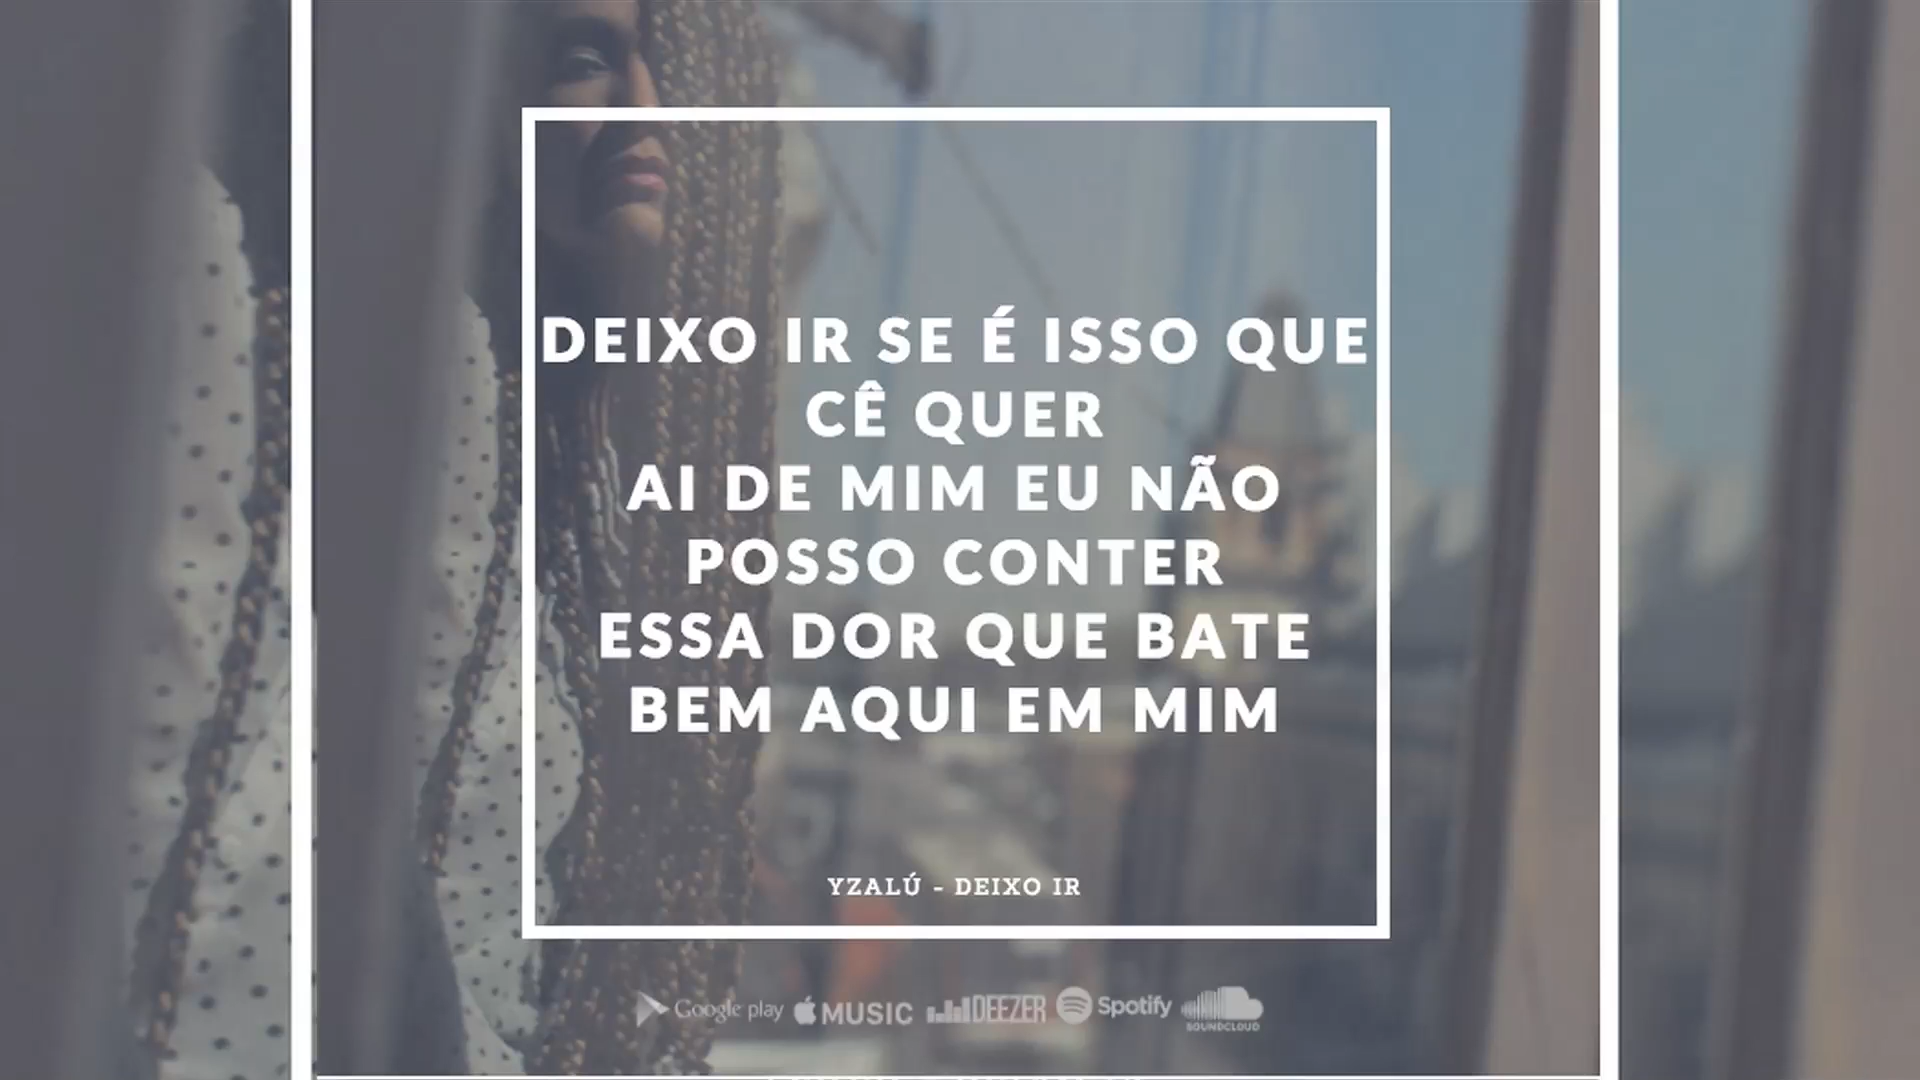 DEIXO IR SE É ISSO QUE
CÊ QUER
AI DE MIM EU NÃO
POSSO CONTER
ESSA DOR QUE BATE
BEM AQUI EM MIM
YZALÚ - DEIXO IR
Google play MUSIC DEEZER Spotify SOUNDCLOUD